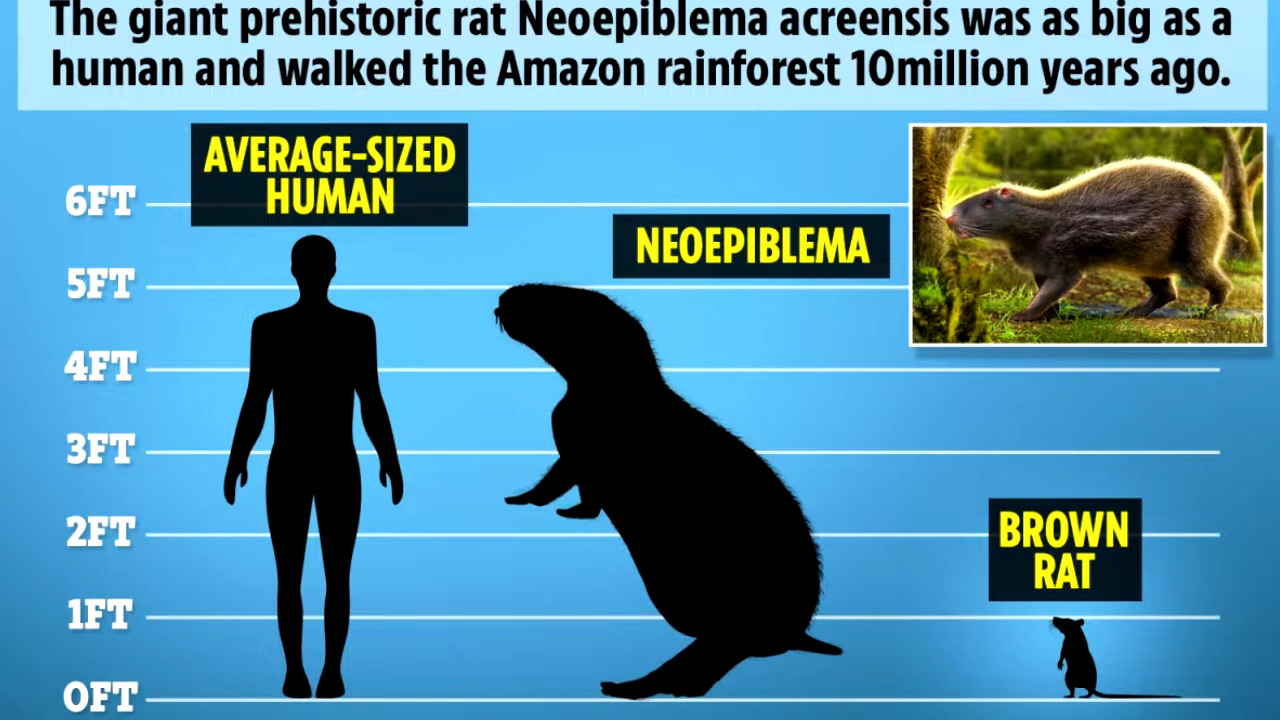 The giant prehistoric rat Neoepiblema acreensis was as big as a
human and walked the Amazon rainforest 10million years ago.
AVERAGE-SIZED
HUMAN
6FT
NEOEPIBLEMA
5FT
4FT
3FT
2FT
BROWN
RAT
1FT
0FT